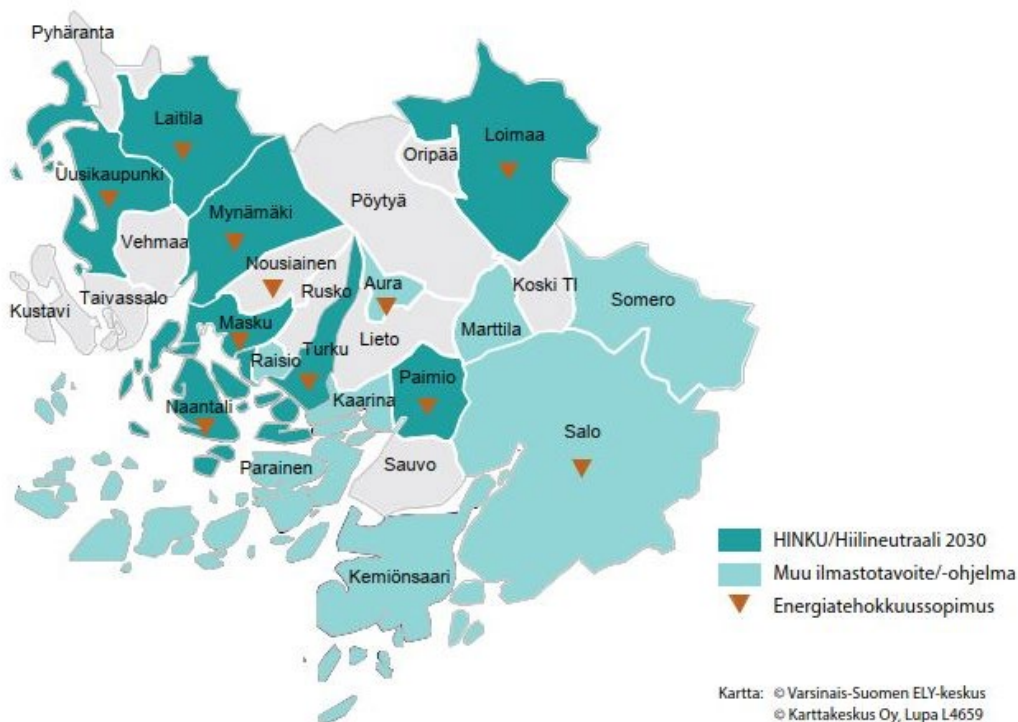 Pyhäranta
Laitila
Loimaa
Oripää
Üusikaupunki
Pöytyä
Mynämäki
Vehmaa
Nousiainen
Koski Tl
Aura
Rusko
Somero
Taivassalo
Kustavi
Masku
Marttila
Lieto
Turku
Raisio
Paimio
Naantali
Kaarina
Salo
Parainen
Sauvo
HINKU/Hiilineutraali 2030
Muu ilmastotavoite/-ohjelma
Kemiönsaari
Energiatehokkuussopimus
Kartta: © Varsinais-Suomen ELY-keskus
© Karttakeskus Oy, Lupa L4659